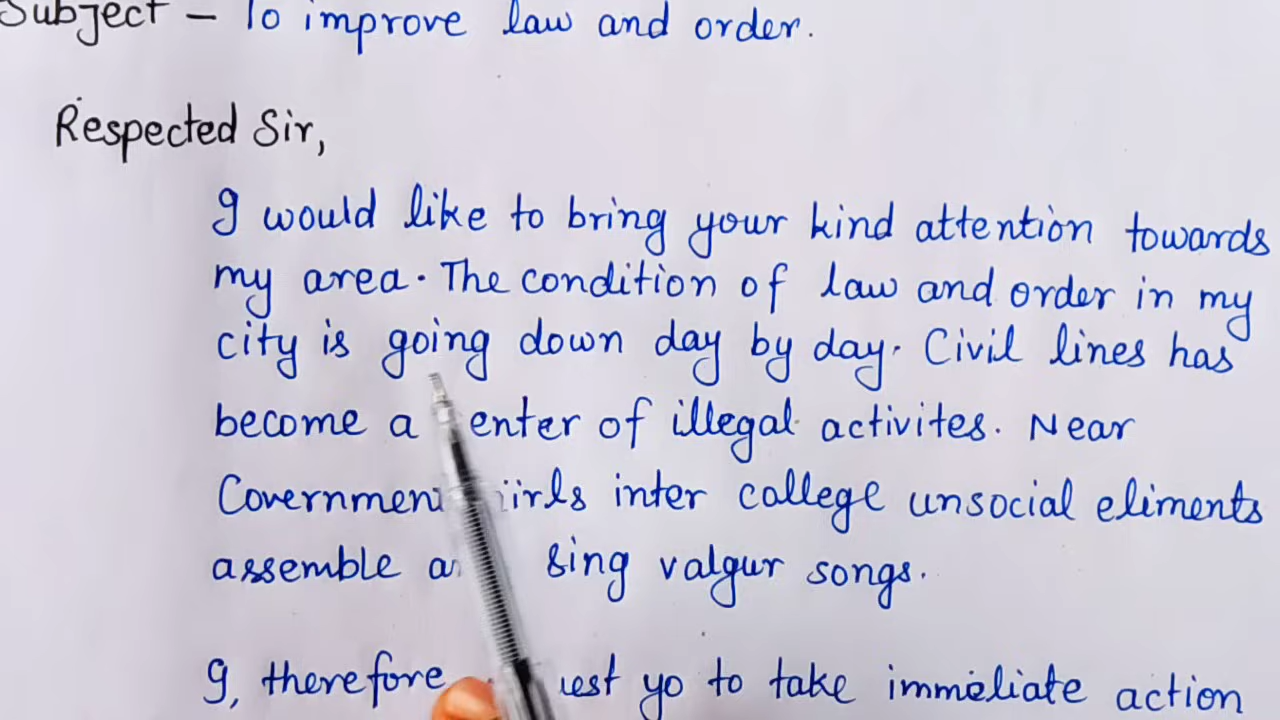 Subject - To improve law and order.
Respected Sir,
I would like to bring your kind attention towards
my area. The condition of law and order in my
city is going down day by day. Civil lines has
become a enter of illegal activites. Near
Covernmen iirls inter college unsocial eliments
assemble a sing valgur songs.
I, therefore uest yo to take immeliate action